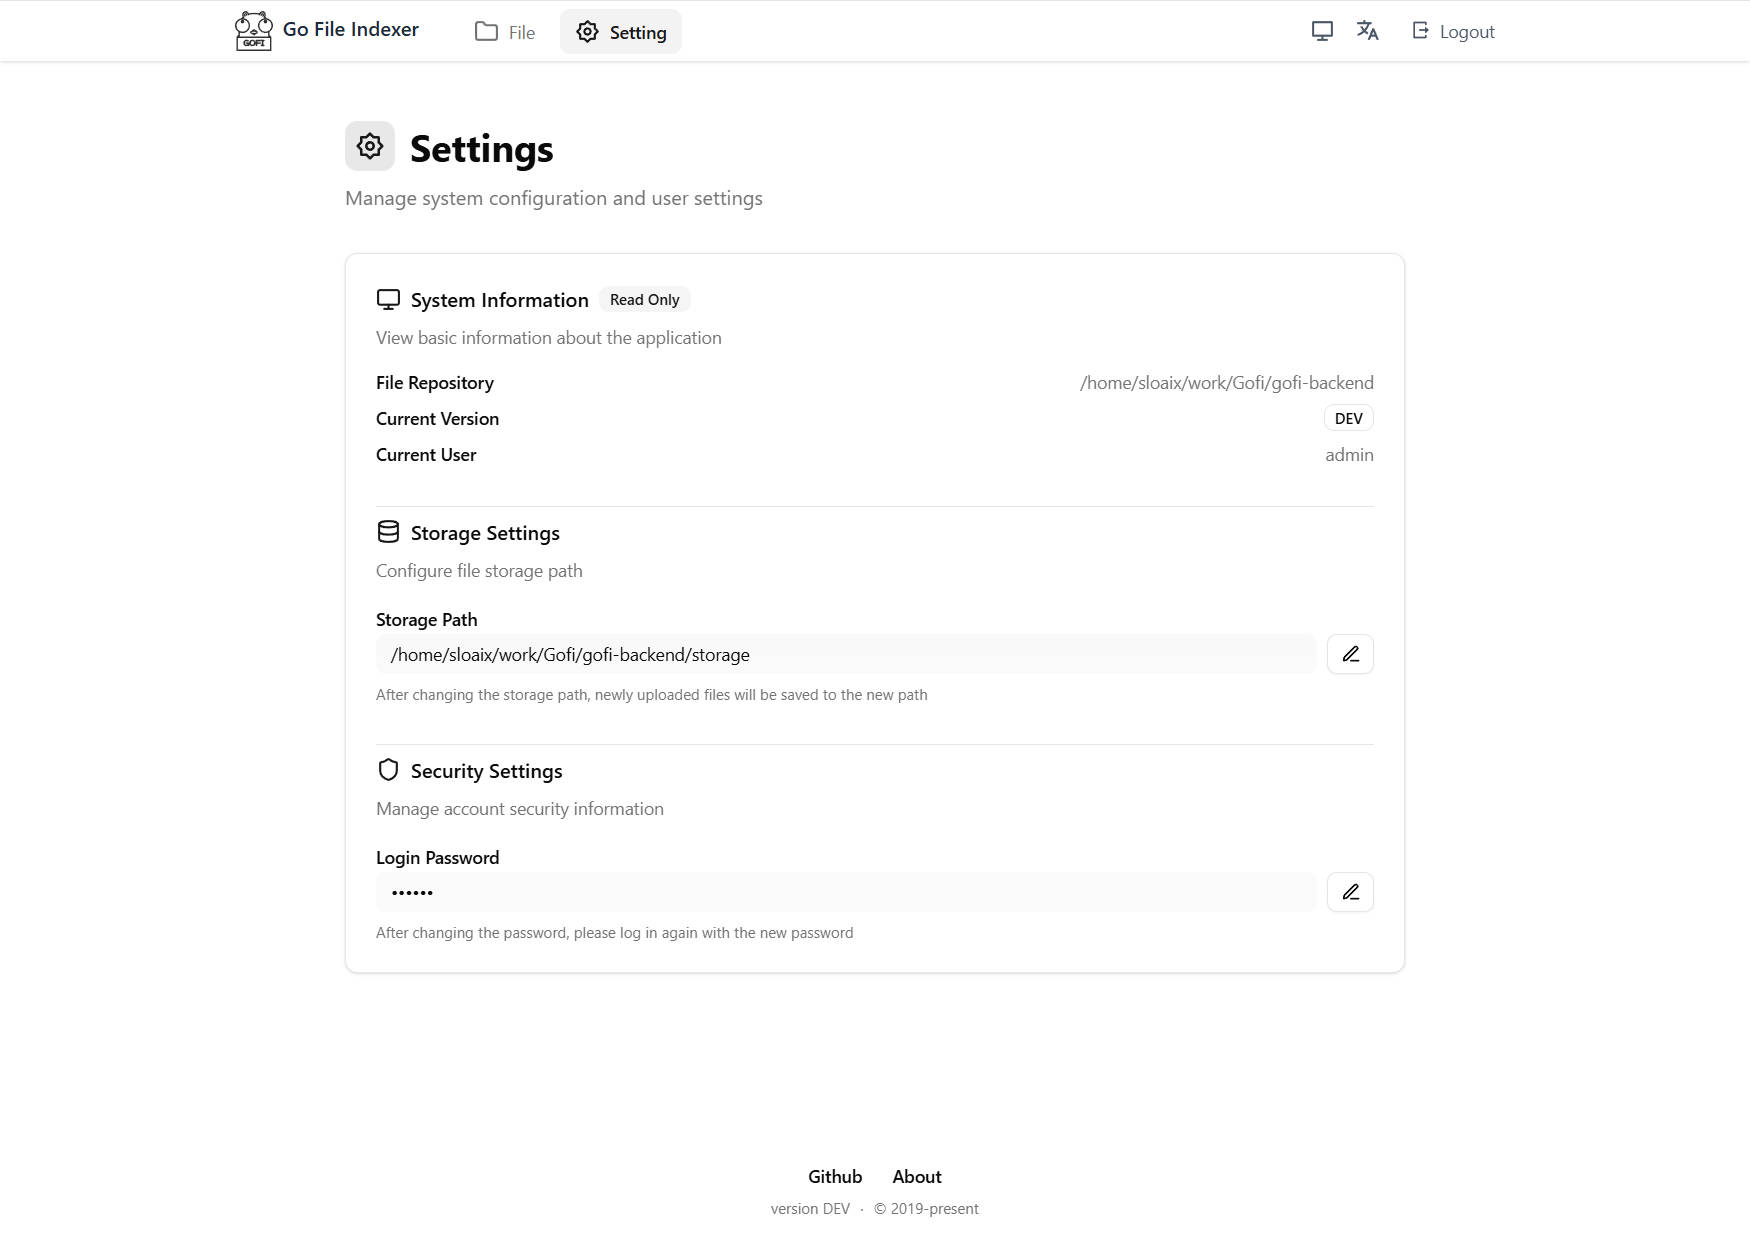 GOFI
Go File Indexer
File
Setting
Logout
Settings
Manage system configuration and user settings
System Information
Read Only
View basic information about the application
File Repository
/home/sloaix/work/Gofi/gofi-backend
Current Version
DEV
Current User
admin
Storage Settings
Configure file storage path
Storage Path
/home/sloaix/work/Gofi/gofi-backend/storage
After changing the storage path, newly uploaded files will be saved to the new path
Security Settings
Manage account security information
Login Password
••••••
After changing the password, please log in again with the new password
Github About
version DEV · © 2019-present